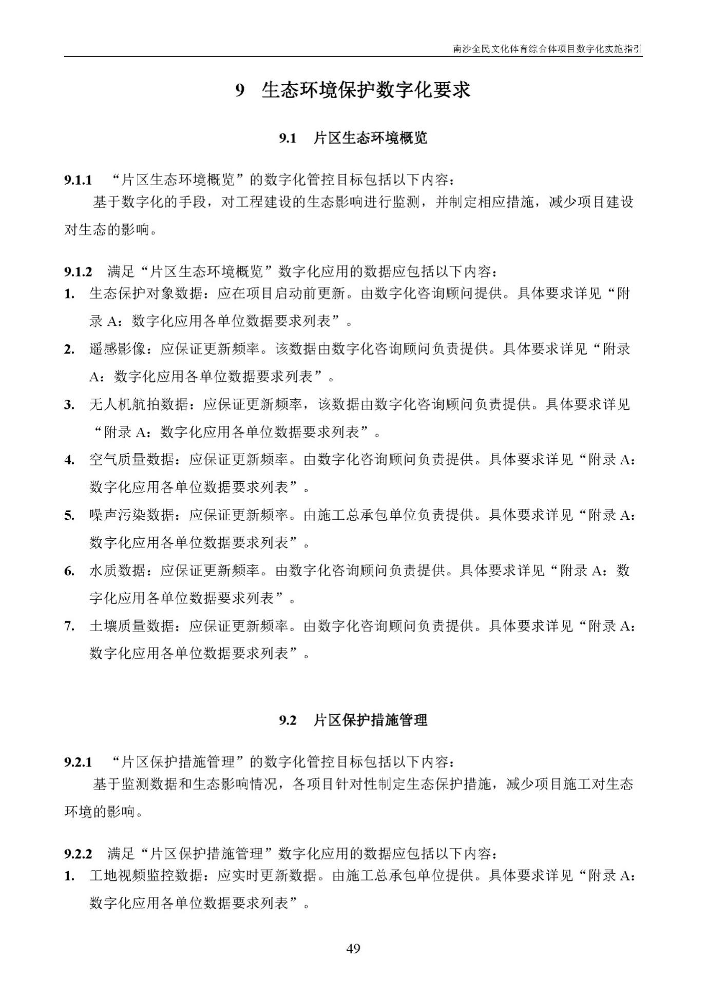 南沙全民文化体育综合体项目数字化实施指引
9 生态环境保护数字化要求
9.1 片区生态环境概览
9.1.1 “片区生态环境概览”的数字化管控目标包括以下内容：
基于数字化的手段，对工程建设的生态影响进行监测，并制定相应措施，减少项目建设
对生态的影响。
9.1.2 满足“片区生态环境概览”数字化应用的数据应包括以下内容：
1. 生态保护对象数据：应在项目启动前更新。由数字化咨询顾问提供。具体要求详见“附
录 A：数字化应用各单位数据要求列表”。
2. 遥感影像：应保证更新频率。该数据由数字化咨询顾问负责提供。具体要求详见“附录
A：数字化应用各单位数据要求列表”。
3. 无人机航拍数据：应保证更新频率，该数据由数字化咨询顾问负责提供。具体要求详见
“附录 A：数字化应用各单位数据要求列表”。
4. 空气质量数据：应保证更新频率。由数字化咨询顾问负责提供。具体要求详见“附录 A：
数字化应用各单位数据要求列表”。
5. 噪声污染数据：应保证更新频率。由施工总承包单位负责提供。具体要求详见“附录 A：
数字化应用各单位数据要求列表”。
6. 水质数据：应保证更新频率。由数字化咨询顾问负责提供。具体要求详见“附录 A：数
字化应用各单位数据要求列表”。
7. 土壤质量数据：应保证更新频率。由数字化咨询顾问负责提供。具体要求详见“附录 A：
数字化应用各单位数据要求列表”。
9.2 片区保护措施管理
9.2.1 “片区保护措施管理”的数字化管控目标包括以下内容：
基于监测数据和生态影响情况，各项目针对性制定生态保护措施，减少项目施工对生态
环境的影响。
9.2.2 满足“片区保护措施管理”数字化应用的数据应包括以下内容：
1. 工地视频监控数据：应实时更新数据。由施工总承包单位提供。具体要求详见“附录 A：
数字化应用各单位数据要求列表”。
49